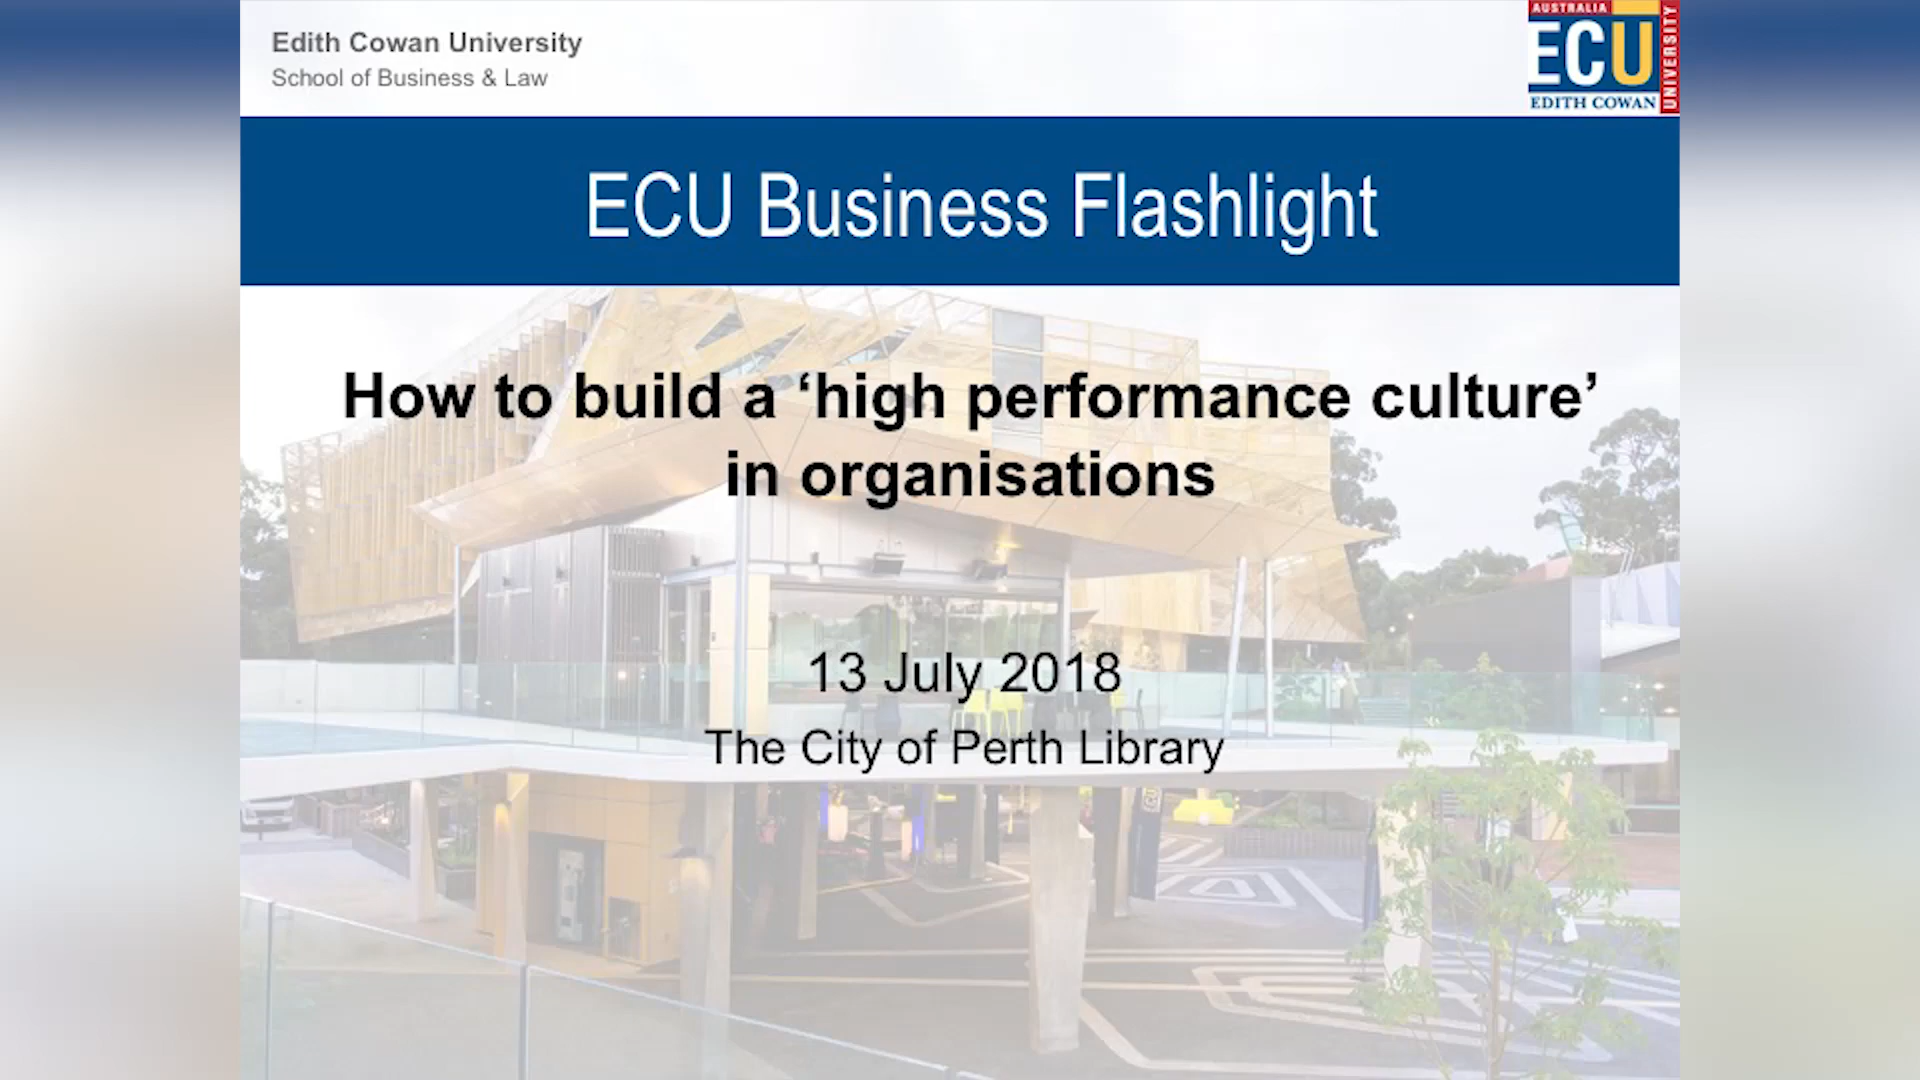 Edith Cowan University
School of Business & Law
AUSTRALIA
ECU
EDITH COWAN
UNIVERSITY
ECU Business Flashlight
How to build a ‘high performance culture’
in organisations
13 July 2018
The City of Perth Library